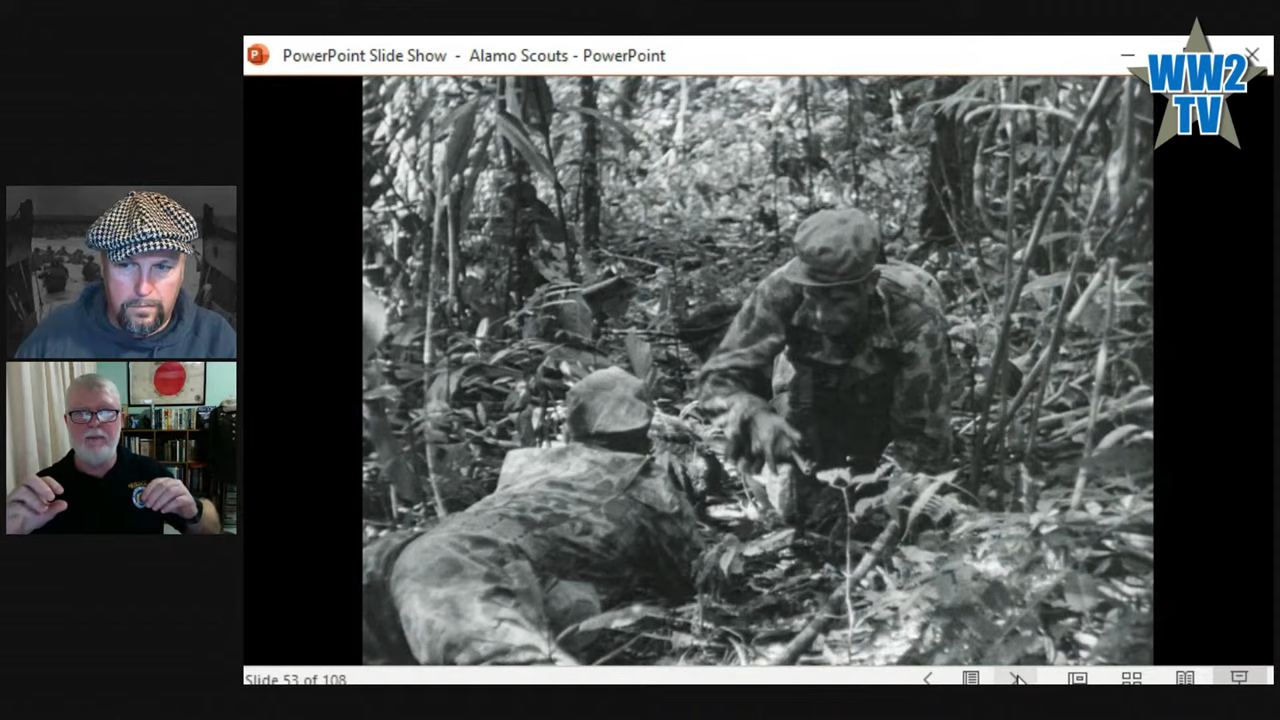 PowerPoint Slide Show - Alamo Scouts - PowerPoint
WW2
TV
Slide 53 of 108